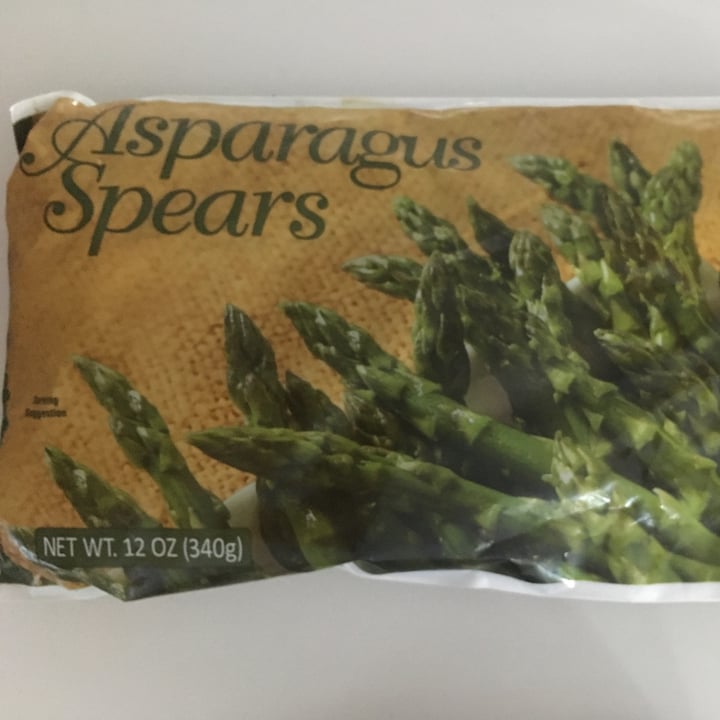 Asparagus
Spears
Serving
Suggestion
NET WT. 12 OZ (340g)